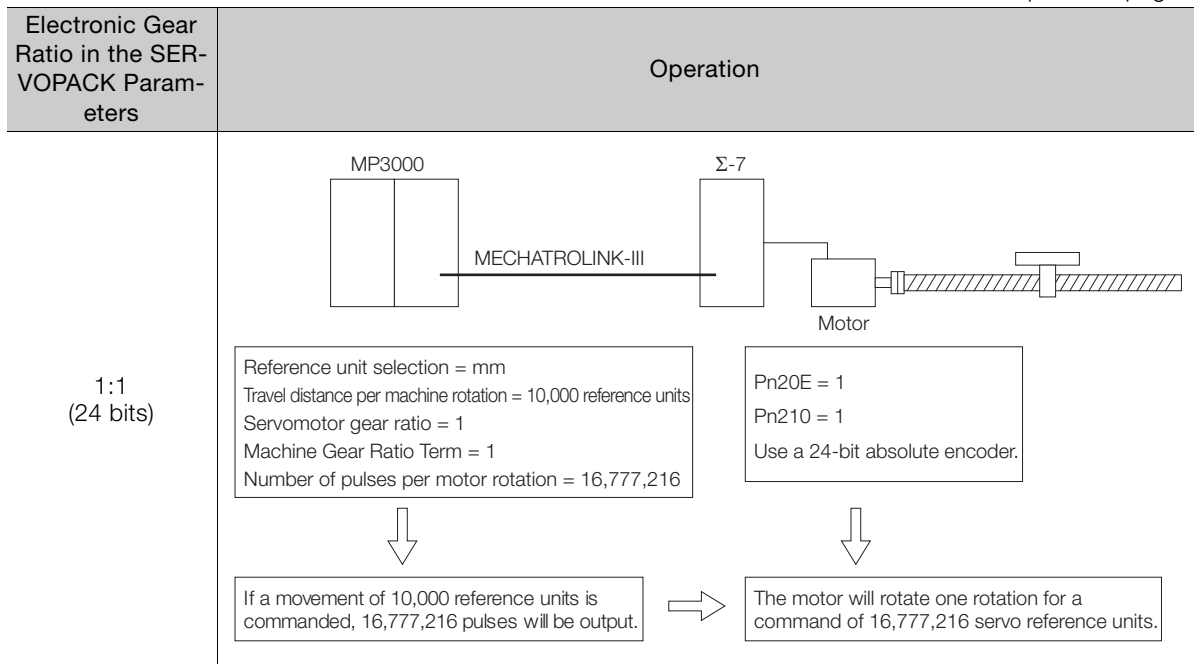 Electronic Gear
Ratio in the SER-
VOPACK Param-
eters
Operation
1:1
(24 bits)
MP3000
Σ-7
MECHATROLINK-III
Motor
Reference unit selection = mm
Travel distance per machine rotation = 10,000 reference units
Servomotor gear ratio = 1
Machine Gear Ratio Term = 1
Number of pulses per motor rotation = 16,777,216
Pn20E = 1
Pn210 = 1
Use a 24-bit absolute encoder.
If a movement of 10,000 reference units is
commanded, 16,777,216 pulses will be output.
The motor will rotate one rotation for a
command of 16,777,216 servo reference units.